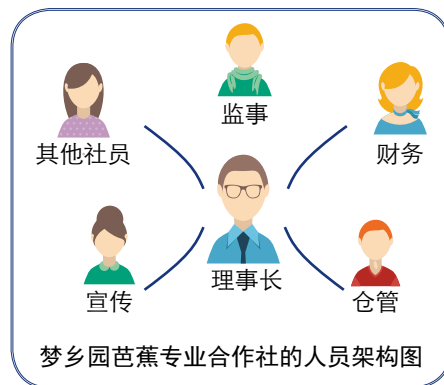 监事
其他社员
财务
理事长
宣传
仓管
梦乡园芭蕉专业合作社的人员架构图